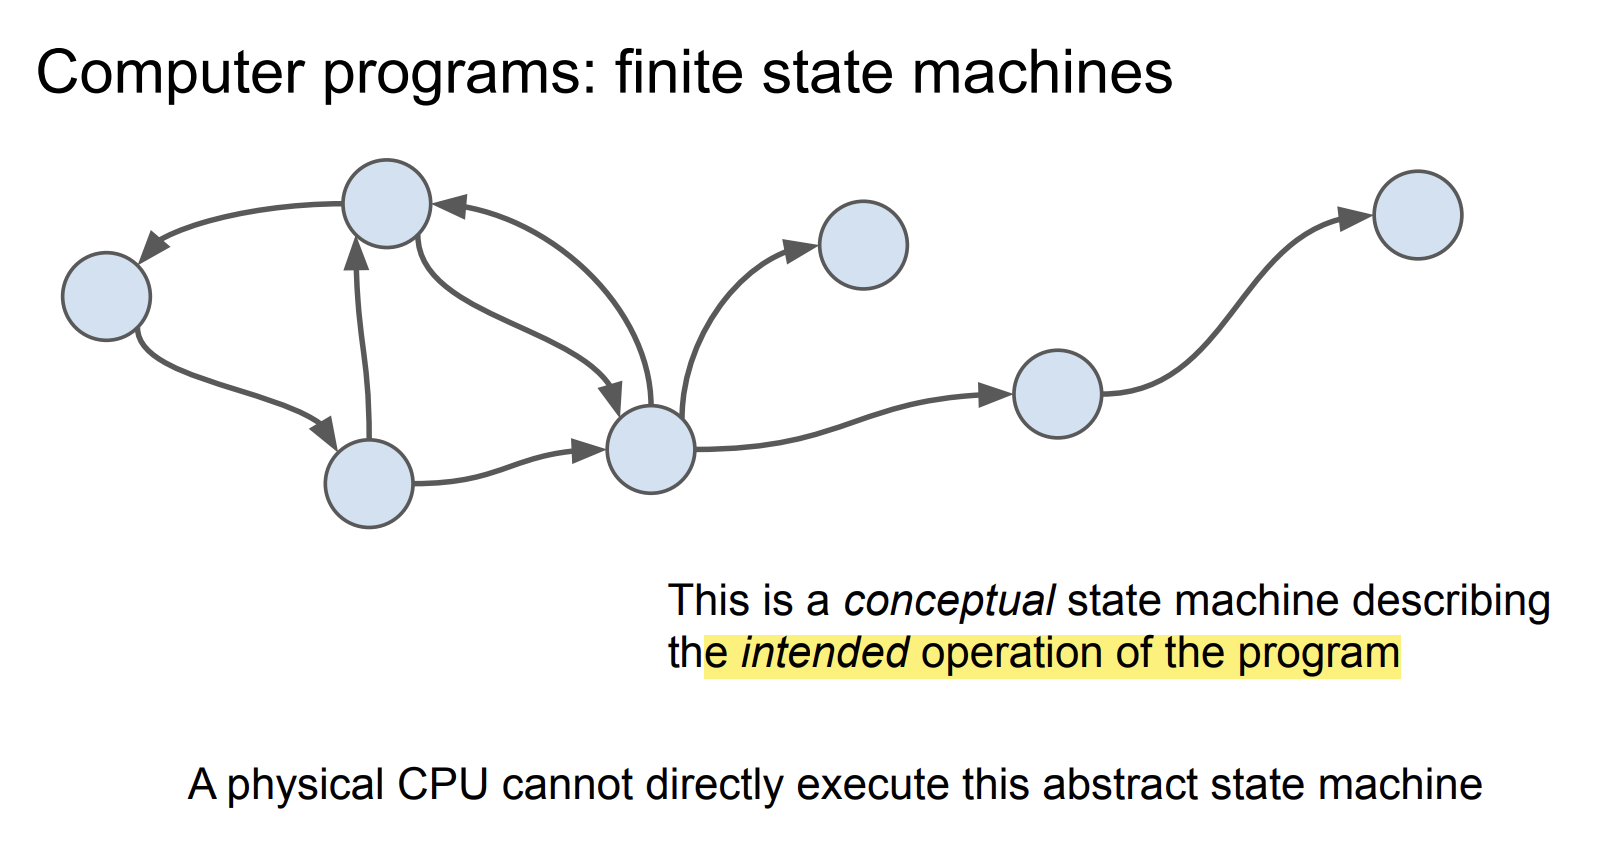 Computer programs: finite state machines
This is a conceptual state machine describing
the intended operation of the program
A physical CPU cannot directly execute this abstract state machine